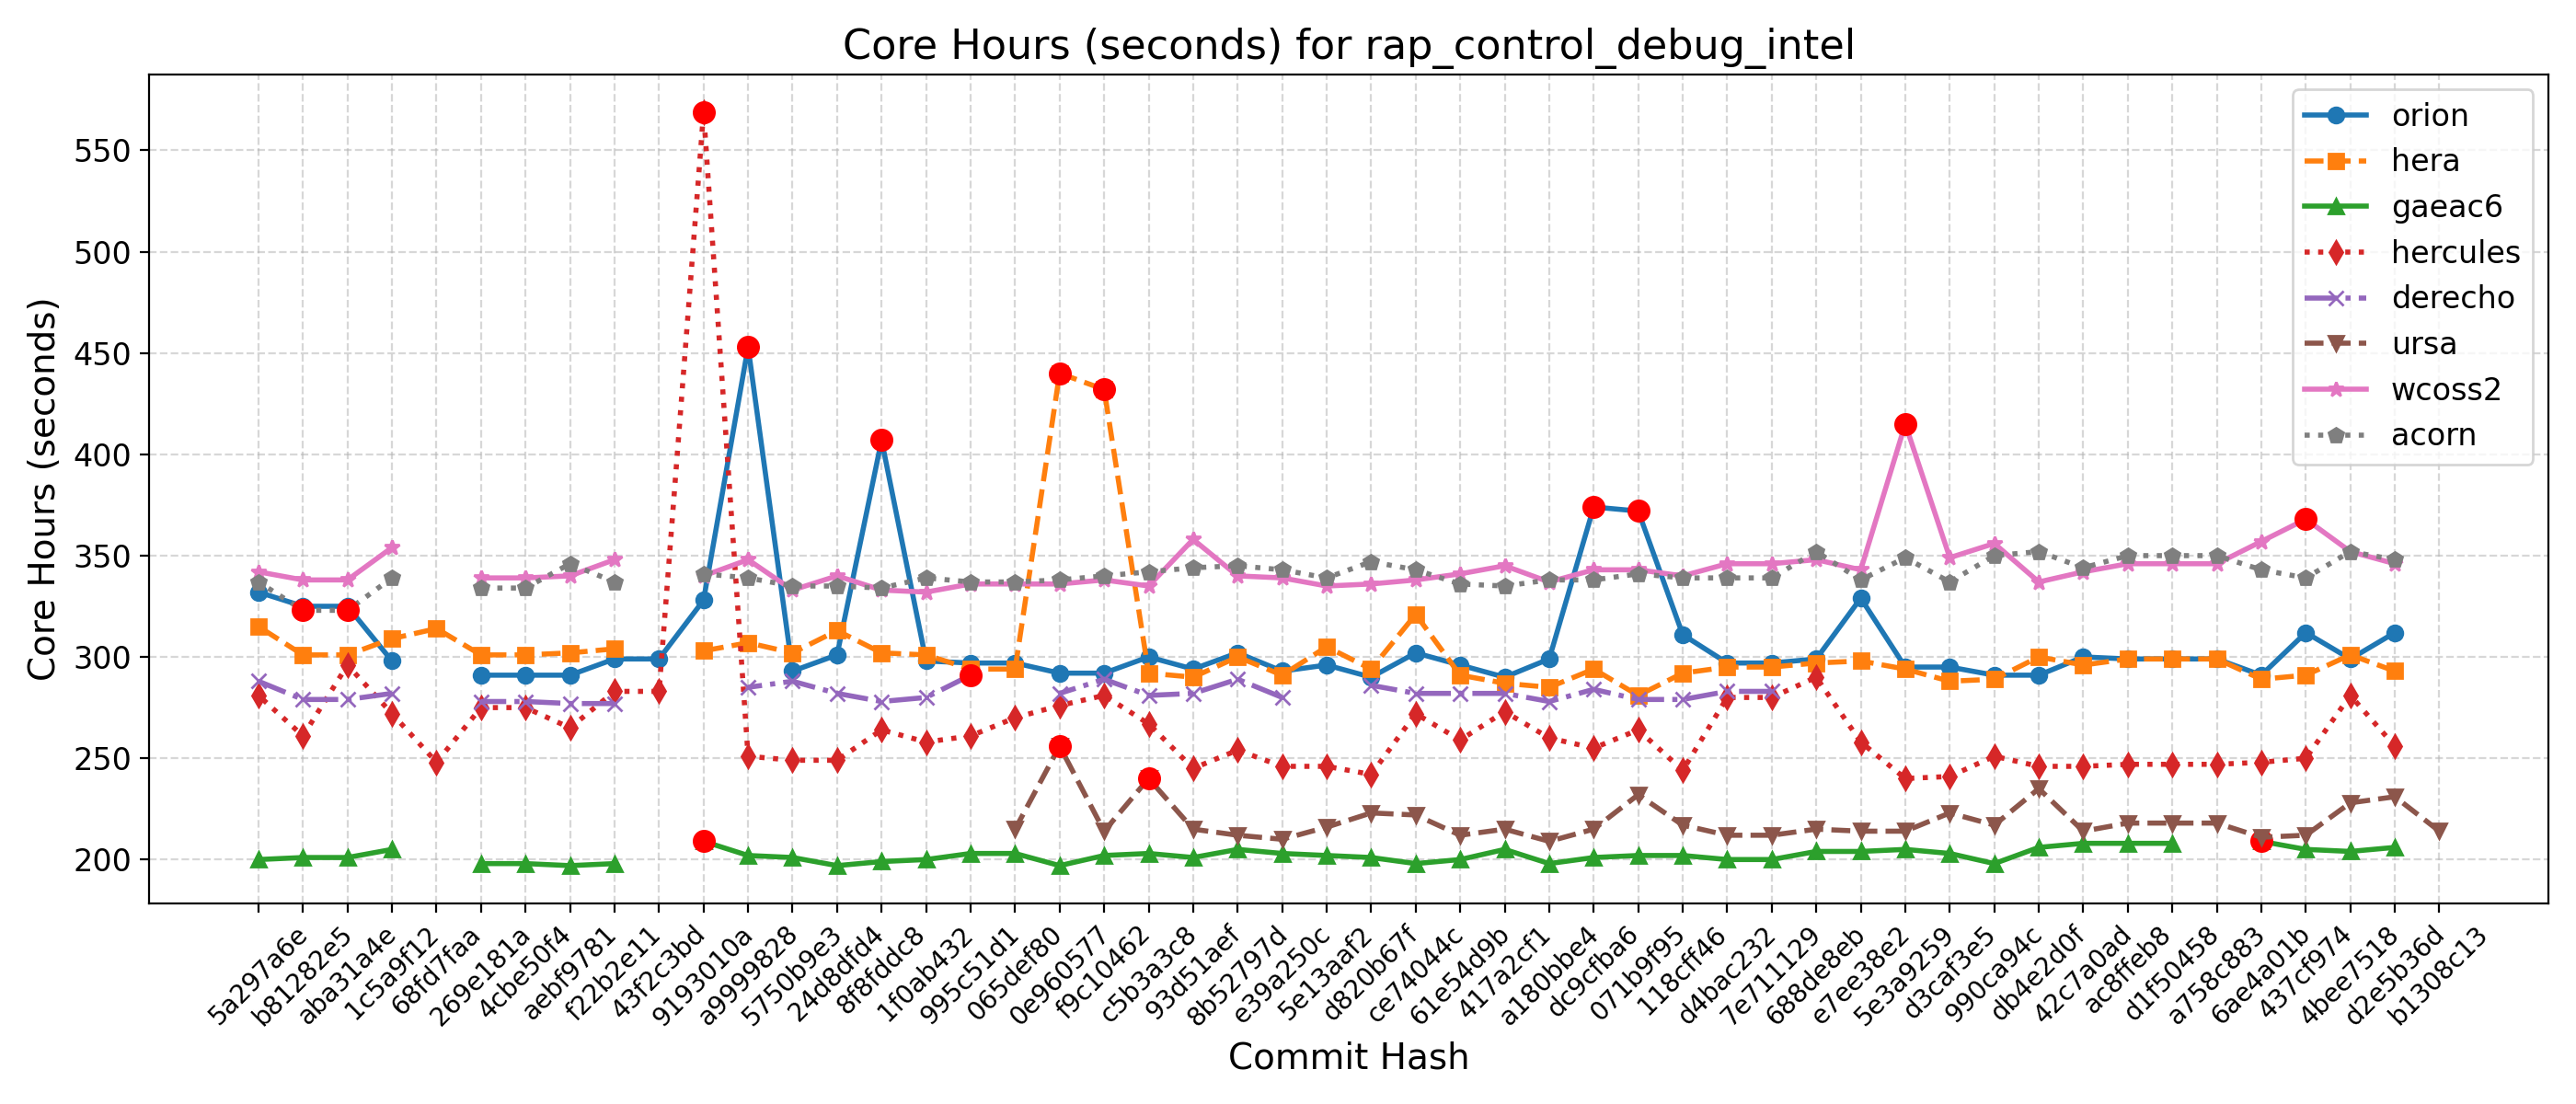 Core Hours (seconds) for rap_control_debug_intel
Core Hours (seconds)
550
500
450
400
350
300
250
200
orion
hera
gaeac6
hercules
derecho
ursa
wcoss2
acorn
5a297a6e
b81282e5
aba31a4e
1c5a9f12
68fd7faa
269e181a
4cbe50f4
aebf9781
f22b2e11
43f2c3bd
9193010a
a9999828
5750b9e3
24d8dfd4
8f8fddc8
1f0ab432
995c51d1
065def80
0e960577
f9c10462
c5b3a3c8
93d51aef
8b52797d
e39a250c
5e13aaf2
d820b67f
ce74044c
61e54d9b
417a2cf1
a180bbe4
dc9cfba6
071b9f95
118cff46
d4bac232
7e711129
688de8eb
e7ee38e2
5e3a9259
d3caf3e5
990ca94c
db4e2d0f
42c7a0ad
ac8ffeb8
d1f50458
a758c883
6ae4a01b
437cf974
4bee7518
d2e5b36d
b1308c13
Commit Hash